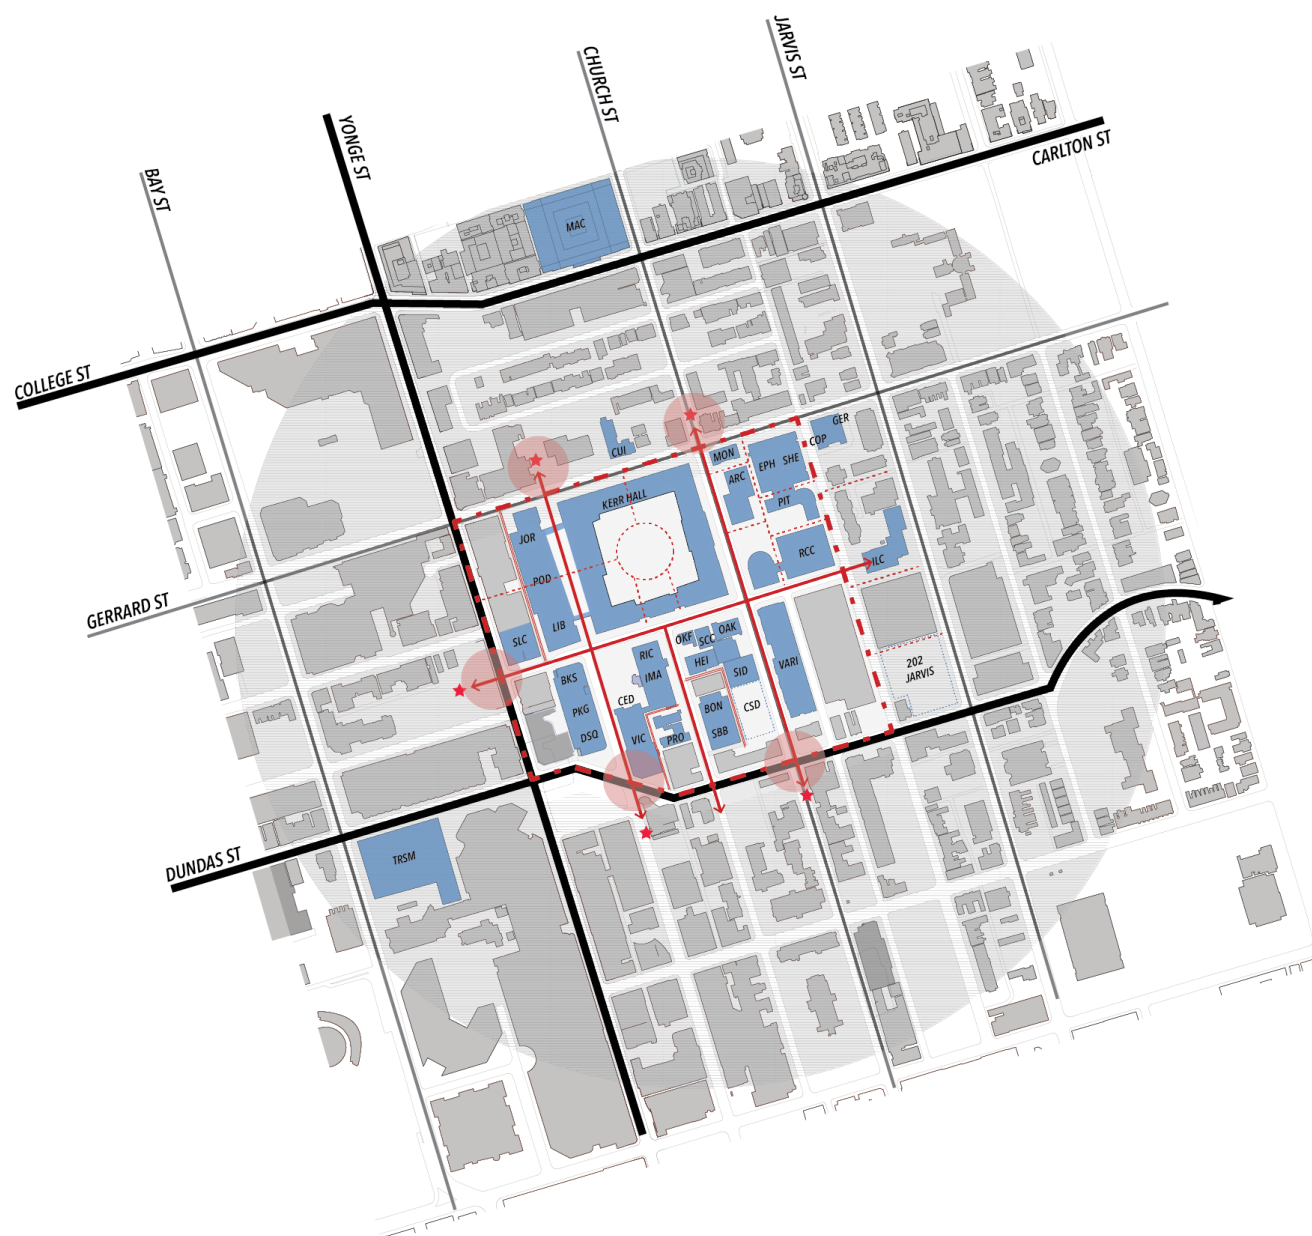 JARVIS ST
CHURCH ST
YONGE ST
CARLTON ST
BAY ST
MAC
COLLEGE ST
GER
COP
CUI
MON
EPH SHE
ARC
KERR HALL
PIT
JOR
RCC
ILC
POD
GERRARD ST
LIB
OAK
OKF
SCC
SLC
RIC
HEI
VARI
202
JARVIS
IMA
SID
BKS
CED
BON
CSD
PKG
SBB
DSQ
VIC
PRO
DUNDAS ST
TRSM